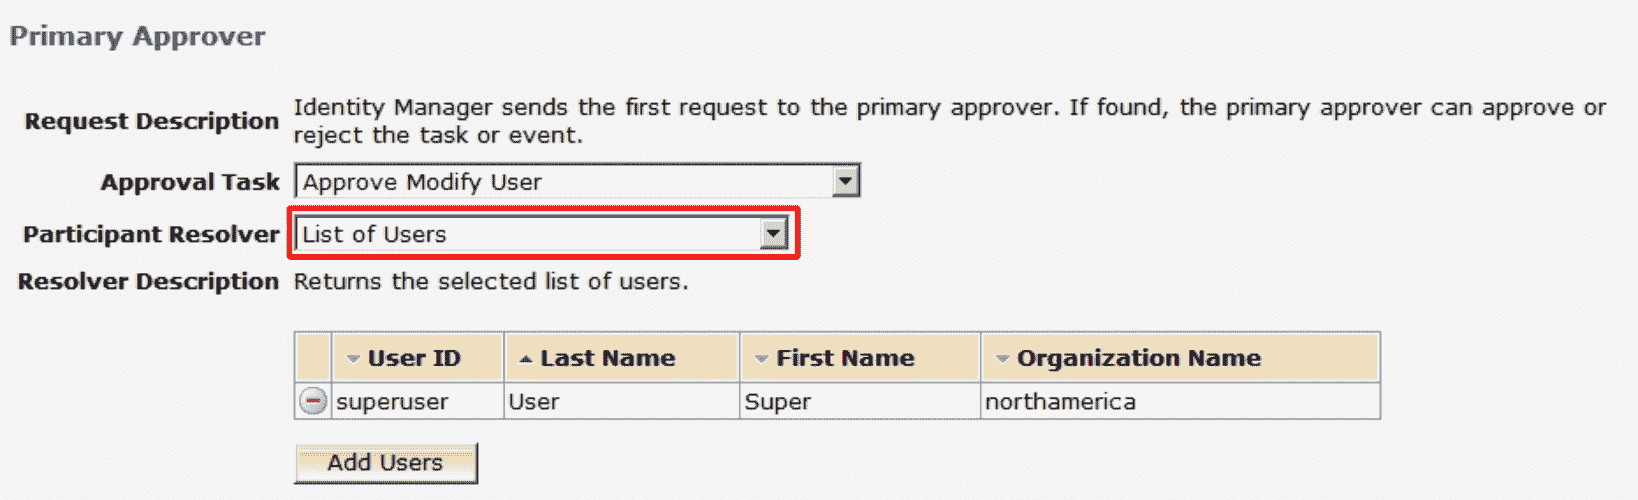 Primary Approver
Request Description Identity Manager sends the first request to the primary approver. If found, the primary approver can approve or
reject the task or event.
Approval Task Approve Modify User
Participant Resolver List of Users
Resolver Description Returns the selected list of users.
User ID Last Name First Name Organization Name
superuser User Super northamerica
Add Users